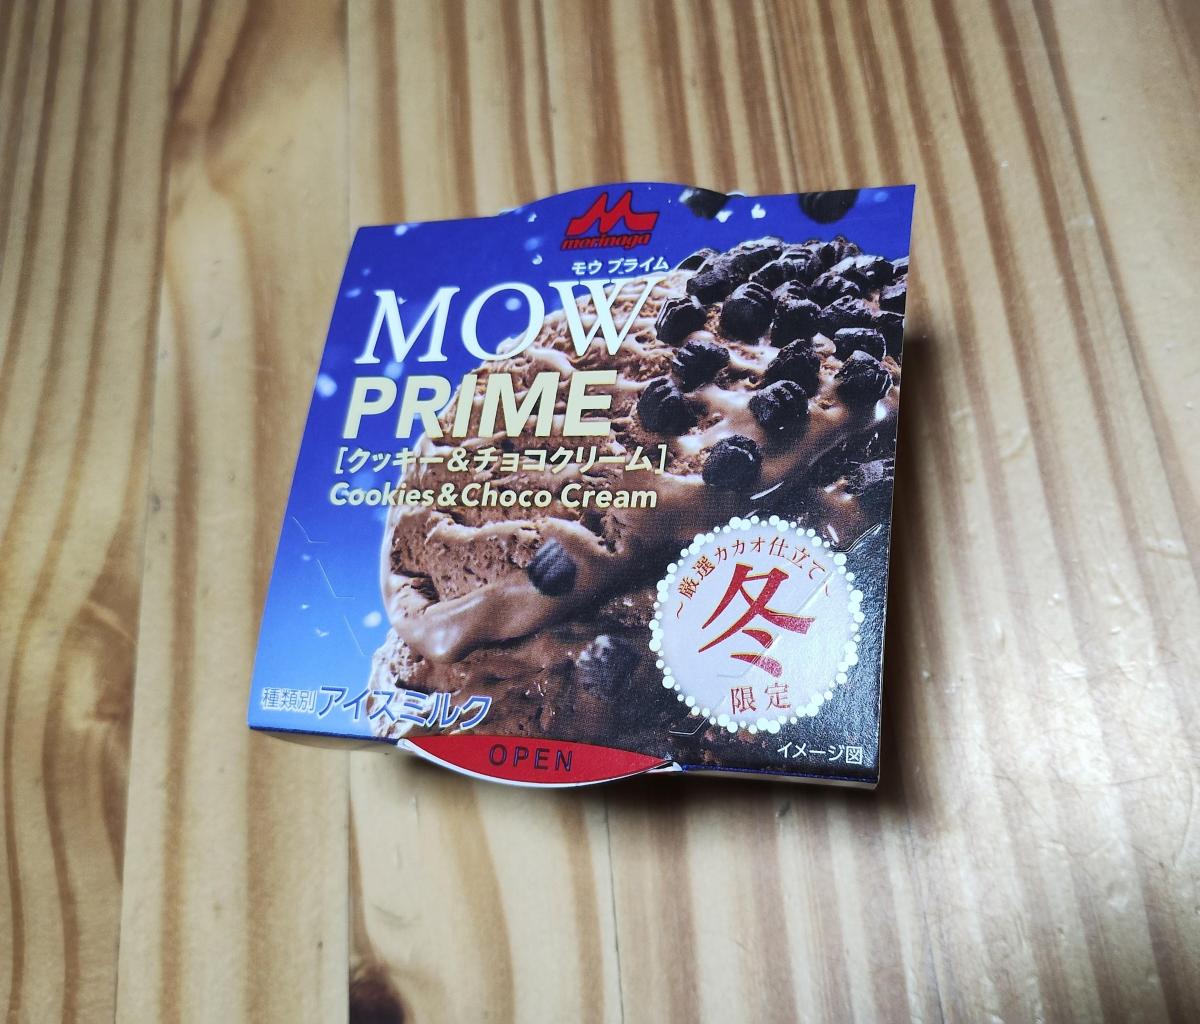 morinaga
モウ プライム
MOW
PRIME
[クッキー&チョコクリーム]
Cookies&Choco Cream
~厳選カカオ仕立て~
冬
限定
種類別アイスミルク
OPEN
イメージ図